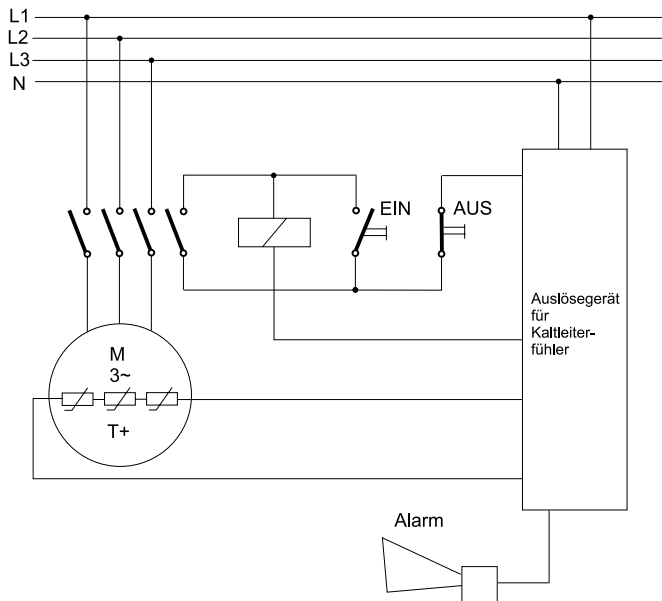 L1
L2
L3
N
EIN
AUS
Auslösegerät
für
Kaltleiter-
fühler
M
3~
T+
Alarm